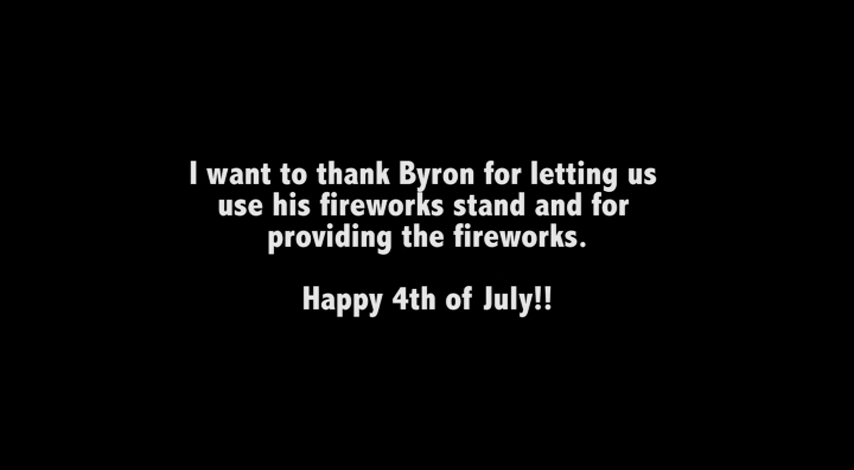 I want to thank Byron for letting us
use his fireworks stand and for
providing the fireworks.
Happy 4th of July!!